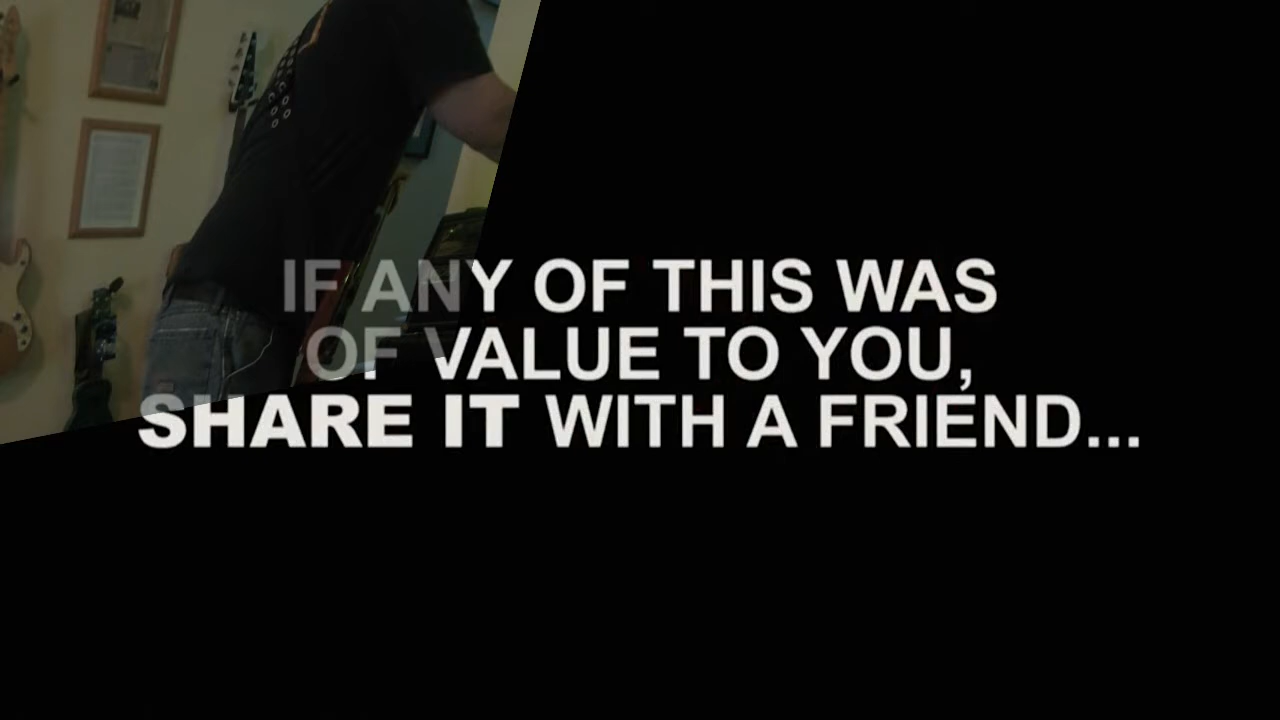 IF ANY OF THIS WAS
OF VALUE TO YOU,
SHARE IT WITH A FRIEND...